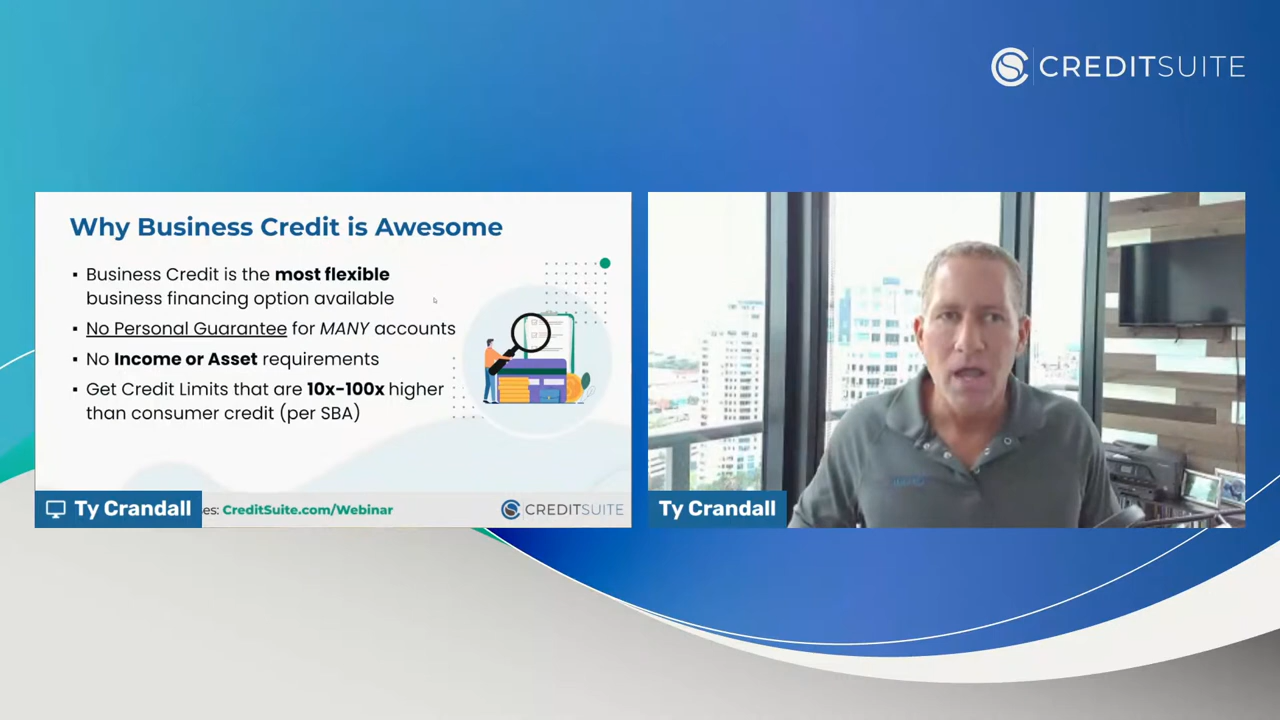 CREDITSUITE
Why Business Credit is Awesome
▪ Business Credit is the most flexible
business financing option available
▪ No Personal Guarantee for MANY accounts
▪ No Income or Asset requirements
▪ Get Credit Limits that are 10x-100x higher
than consumer credit (per SBA)
Ty Crandall
es: CreditSuite.com/Webinar
CREDITSUITE
Ty Crandall